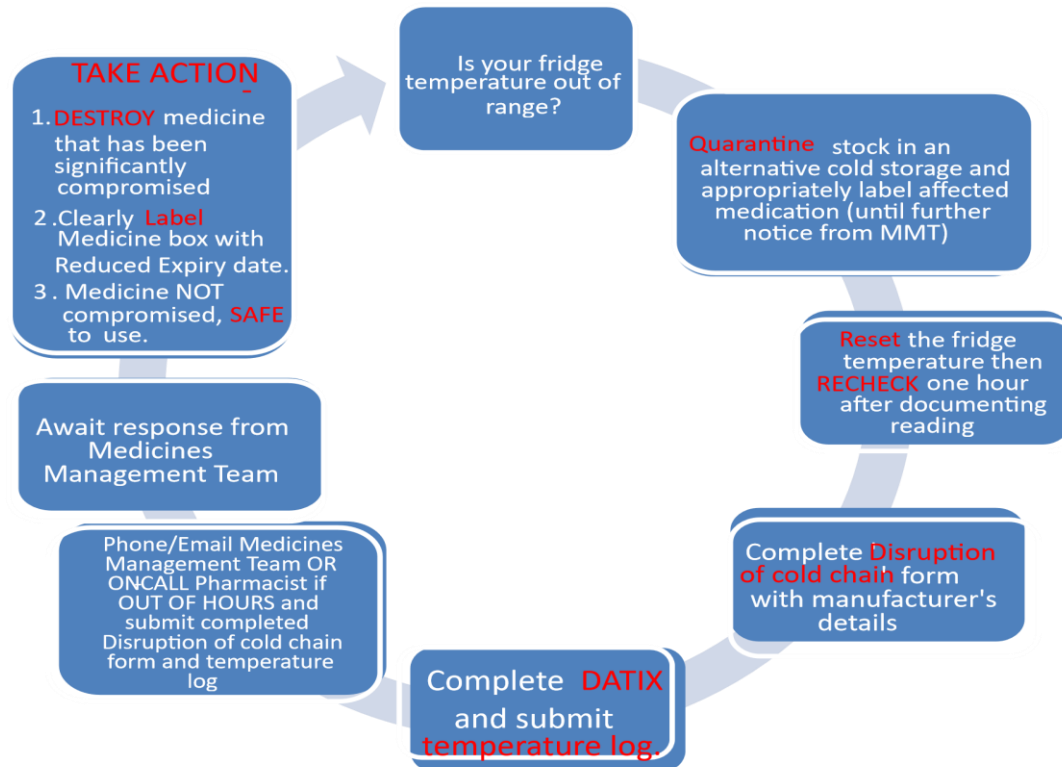 Is your fridge
temperature out of
range?
Quarantine stock in an
alternative cold storage and
appropriately label affected
medication (until further
notice from MMT)
Reset the fridge
temperature then
RECHECK one hour
after documenting
reading
Complete Disruption
of cold chain' form
with manufacturer's
details
Complete DATIX
and submit
temperature log.
Phone/Email Medicines
Management Team OR
ON-CALL Pharmacist if
OUT OF HOURS and
submit completed
Disruption of cold chain
form and temperature
log
Await response from
Medicines
Management Team
TAKE ACTION
1. DESTROY medicine
that has been
significantly
compromised
2. Clearly Label
Medicine box with
Reduced Expiry date.
3. Medicine NOT
compromised, SAFE
to use.